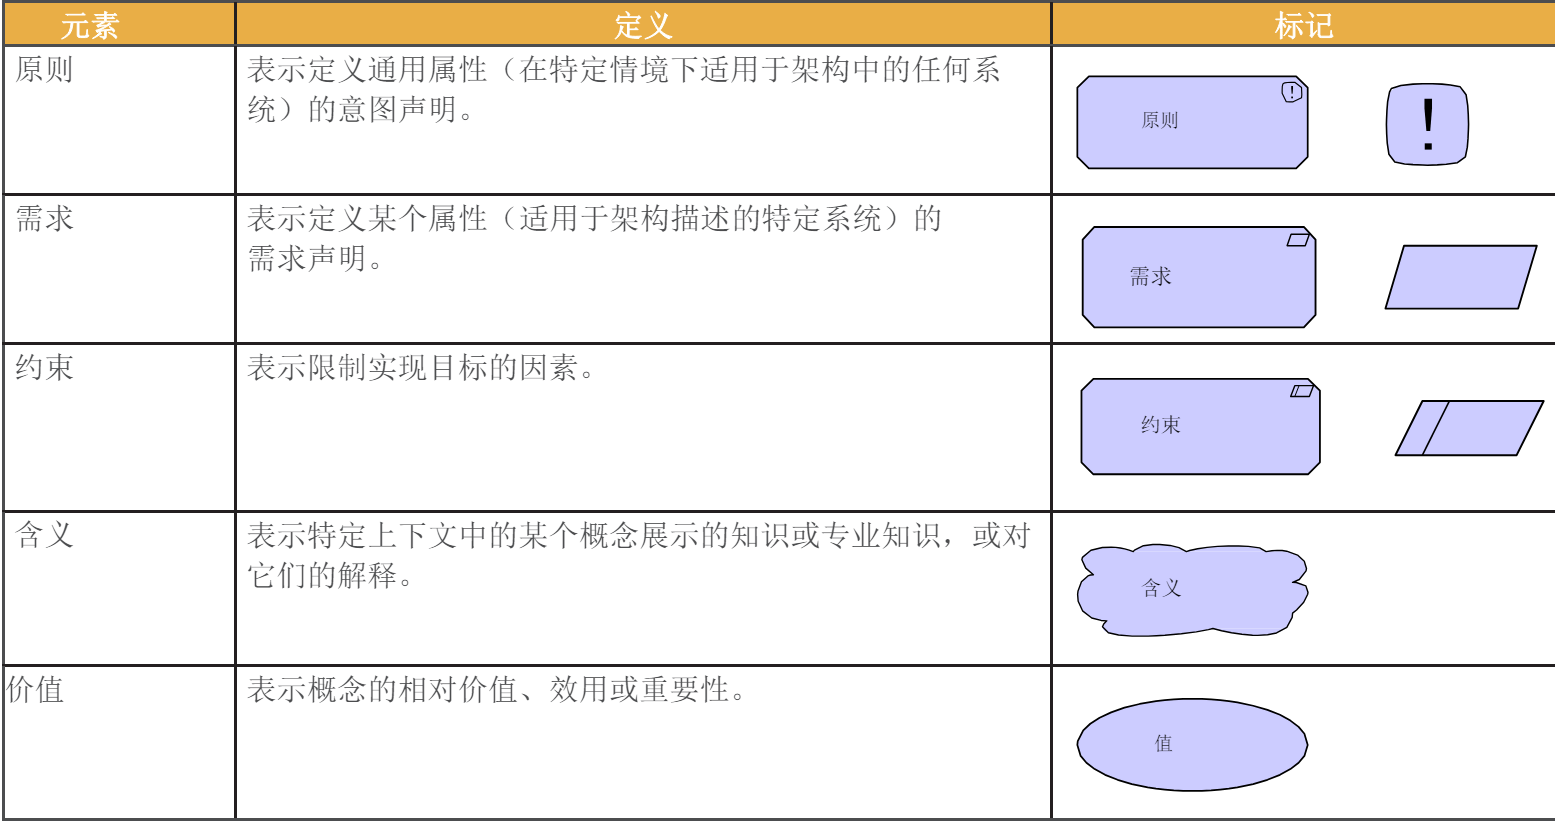 元素 定义 标记
原则 表示定义通用属性（在特定情境下适用于架构中的任何系
统）的意图声明。
原则
!
需求 表示定义某个属性（适用于架构描述的特定系统）的
需求声明。
需求
约束 表示限制实现目标的因素。
约束
含义 表示特定上下文中的某个概念展示的知识或专业知识，或对
它们的解释。
含义
价值 表示概念的相对价值、效用或重要性。
值